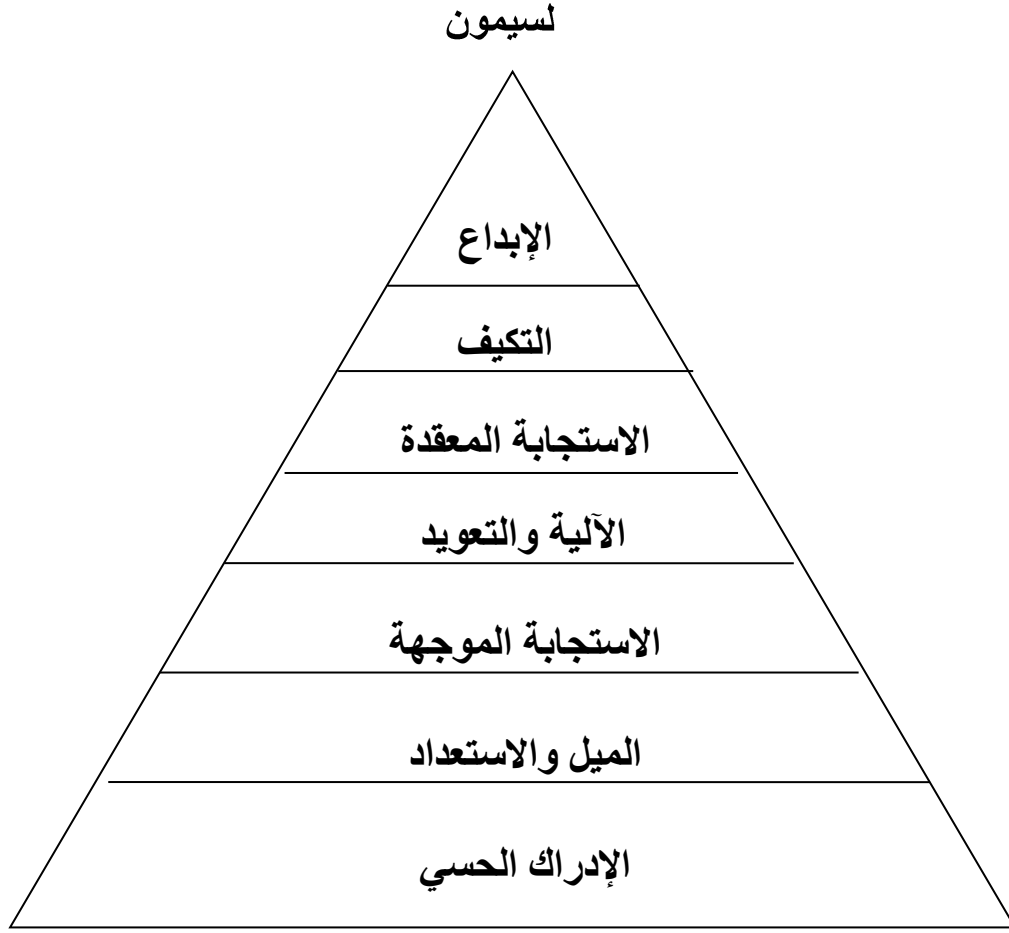 لسيمون
الإبداع
التكيف
الاستجابة المعقدة
الآلية والتعويد
الاستجابة الموجهة
الميل والاستعداد
الإدراك الحسي